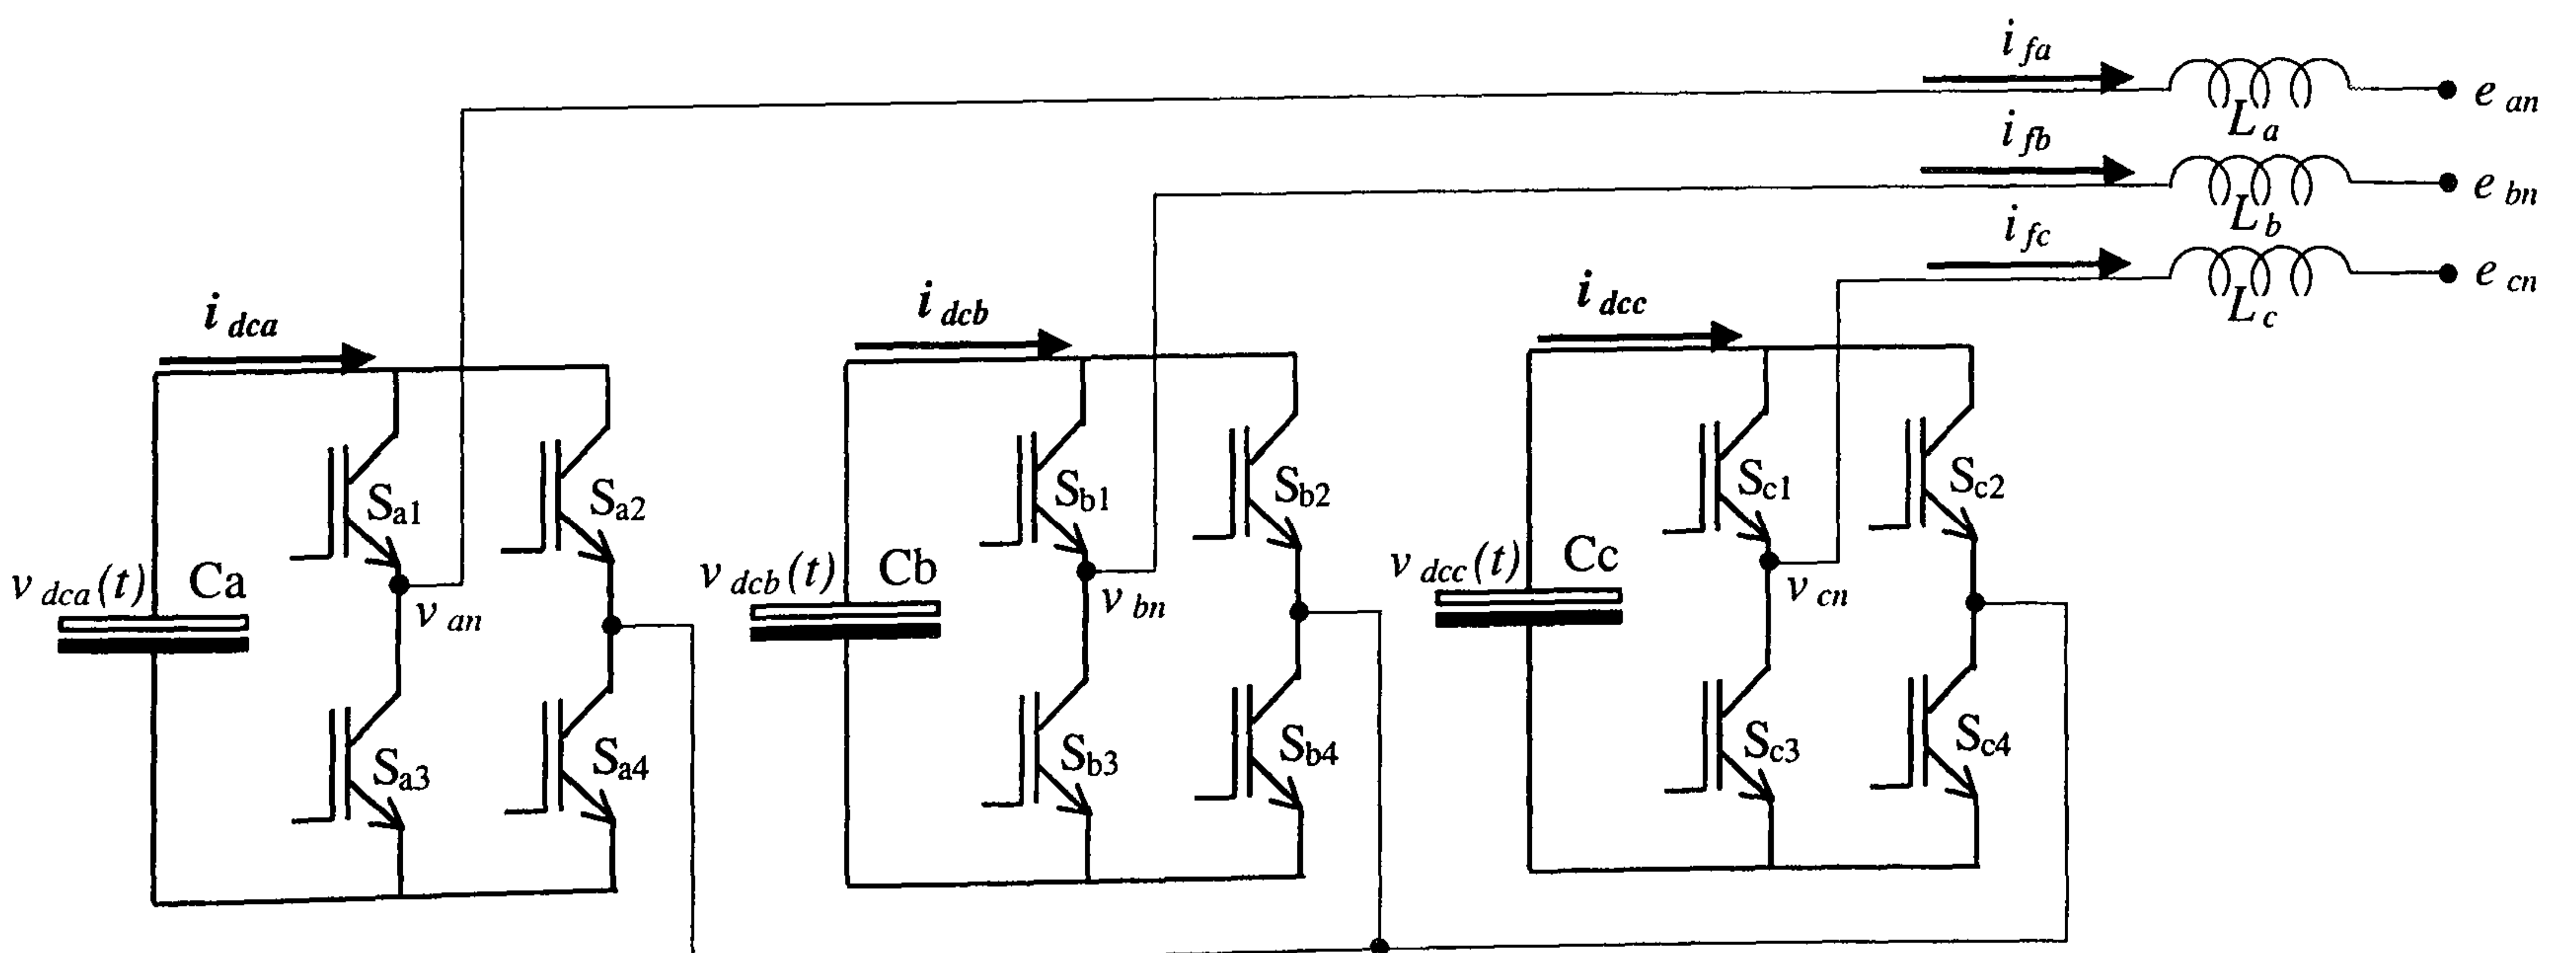 i fa
e an
L a
i fb
e bn
L b
i fc
e cn
L c
i dca
i dcb
i dcc
S a1
S a2
S b1
S b2
S c1
S c2
v dca (t)
Ca
v an
v dcb (t)
Cb
v bn
v dcc (t)
Cc
v cn
S a3
S a4
S b3
S b4
S c3
S c4